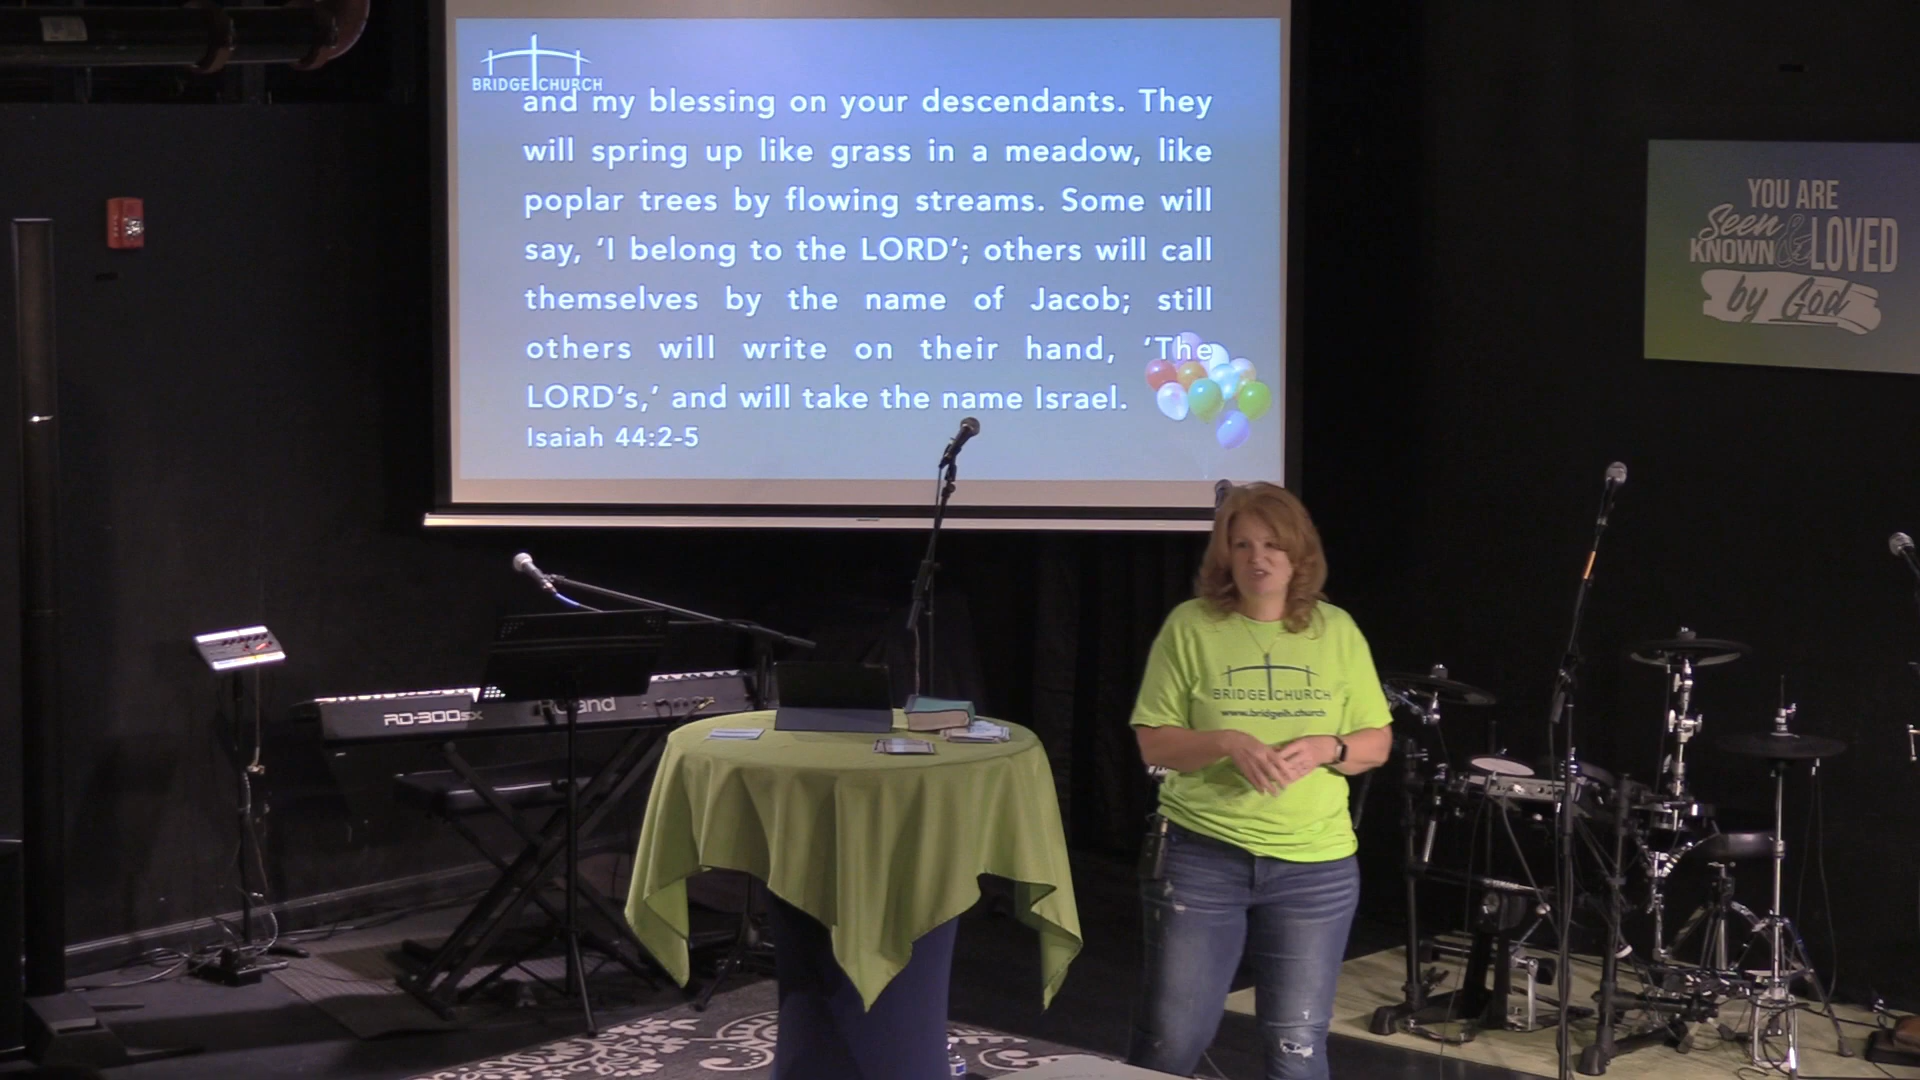 BRIDGE CHURCH
and my blessing on your descendants. They
will spring up like grass in a meadow, like
poplar trees by flowing streams. Some will
say, ‘I belong to the LORD’; others will call
themselves by the name of Jacob; still
others will write on their hand, ‘The
LORD’s,’ and will take the name Israel.
Isaiah 44:2-5
YOU ARE
Seen
KNOWN & LOVED
by God
BRIDGE CHURCH
www.bridgelh.church
RD-300SX
Roland